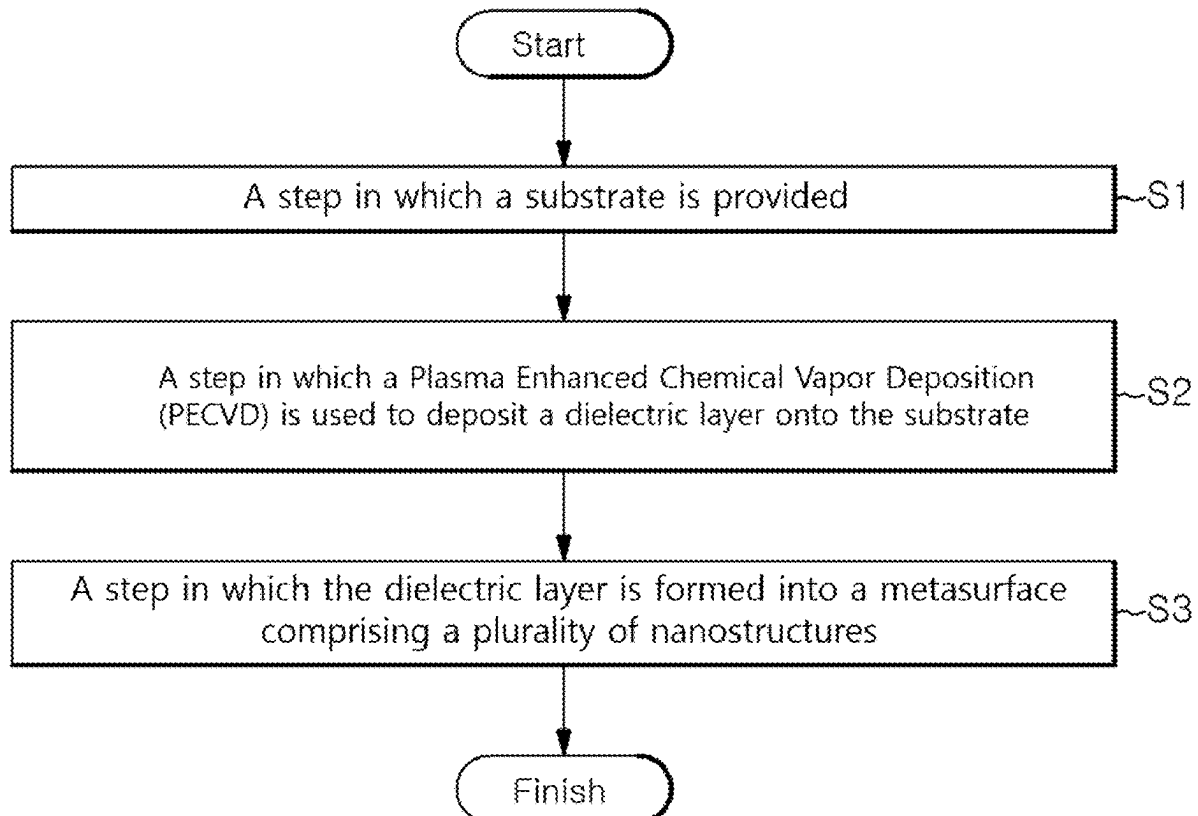 Start
A step in which a substrate is provided
S1
A step in which a Plasma Enhanced Chemical Vapor Deposition
(PECVD) is used to deposit a dielectric layer onto the substrate
S2
A step in which the dielectric layer is formed into a metasurface
comprising a plurality of nanostructures
S3
Finish